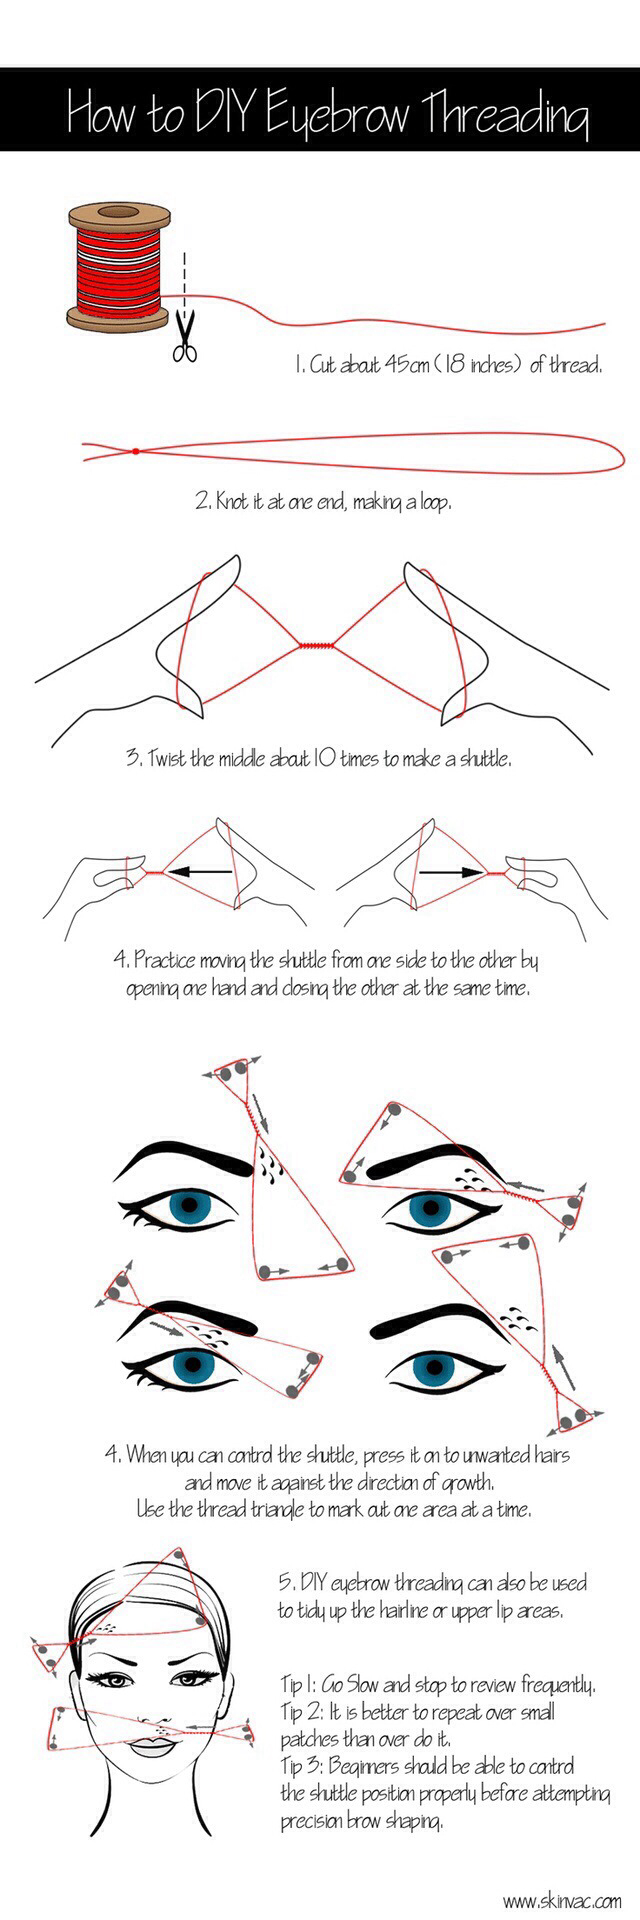 How to DIY Eyebrow Threading
1. Cut about 45cm (18 inches) of thread.
2. Knot it at one end, making a loop.
3. Twist the middle about 10 times to make a shuttle.
4. Practice moving the shuttle from one side to the other by
opening one hand and closing the other at the same time.
4. When you can control the shuttle, press it on to unwanted hairs
and move it against the direction of growth.
Use the thread triangle to mark out one area at a time.
5. DIY eyebrow threading can also be used
to tidy up the hairline or upper lip areas.
Tip 1: Go Slow and stop to review frequently.
Tip 2: It is better to repeat over small
patches than over do it.
Tip 3: Beginners should be able to control
the shuttle position properly before attempting
precision brow shaping.
www.skinvac.com